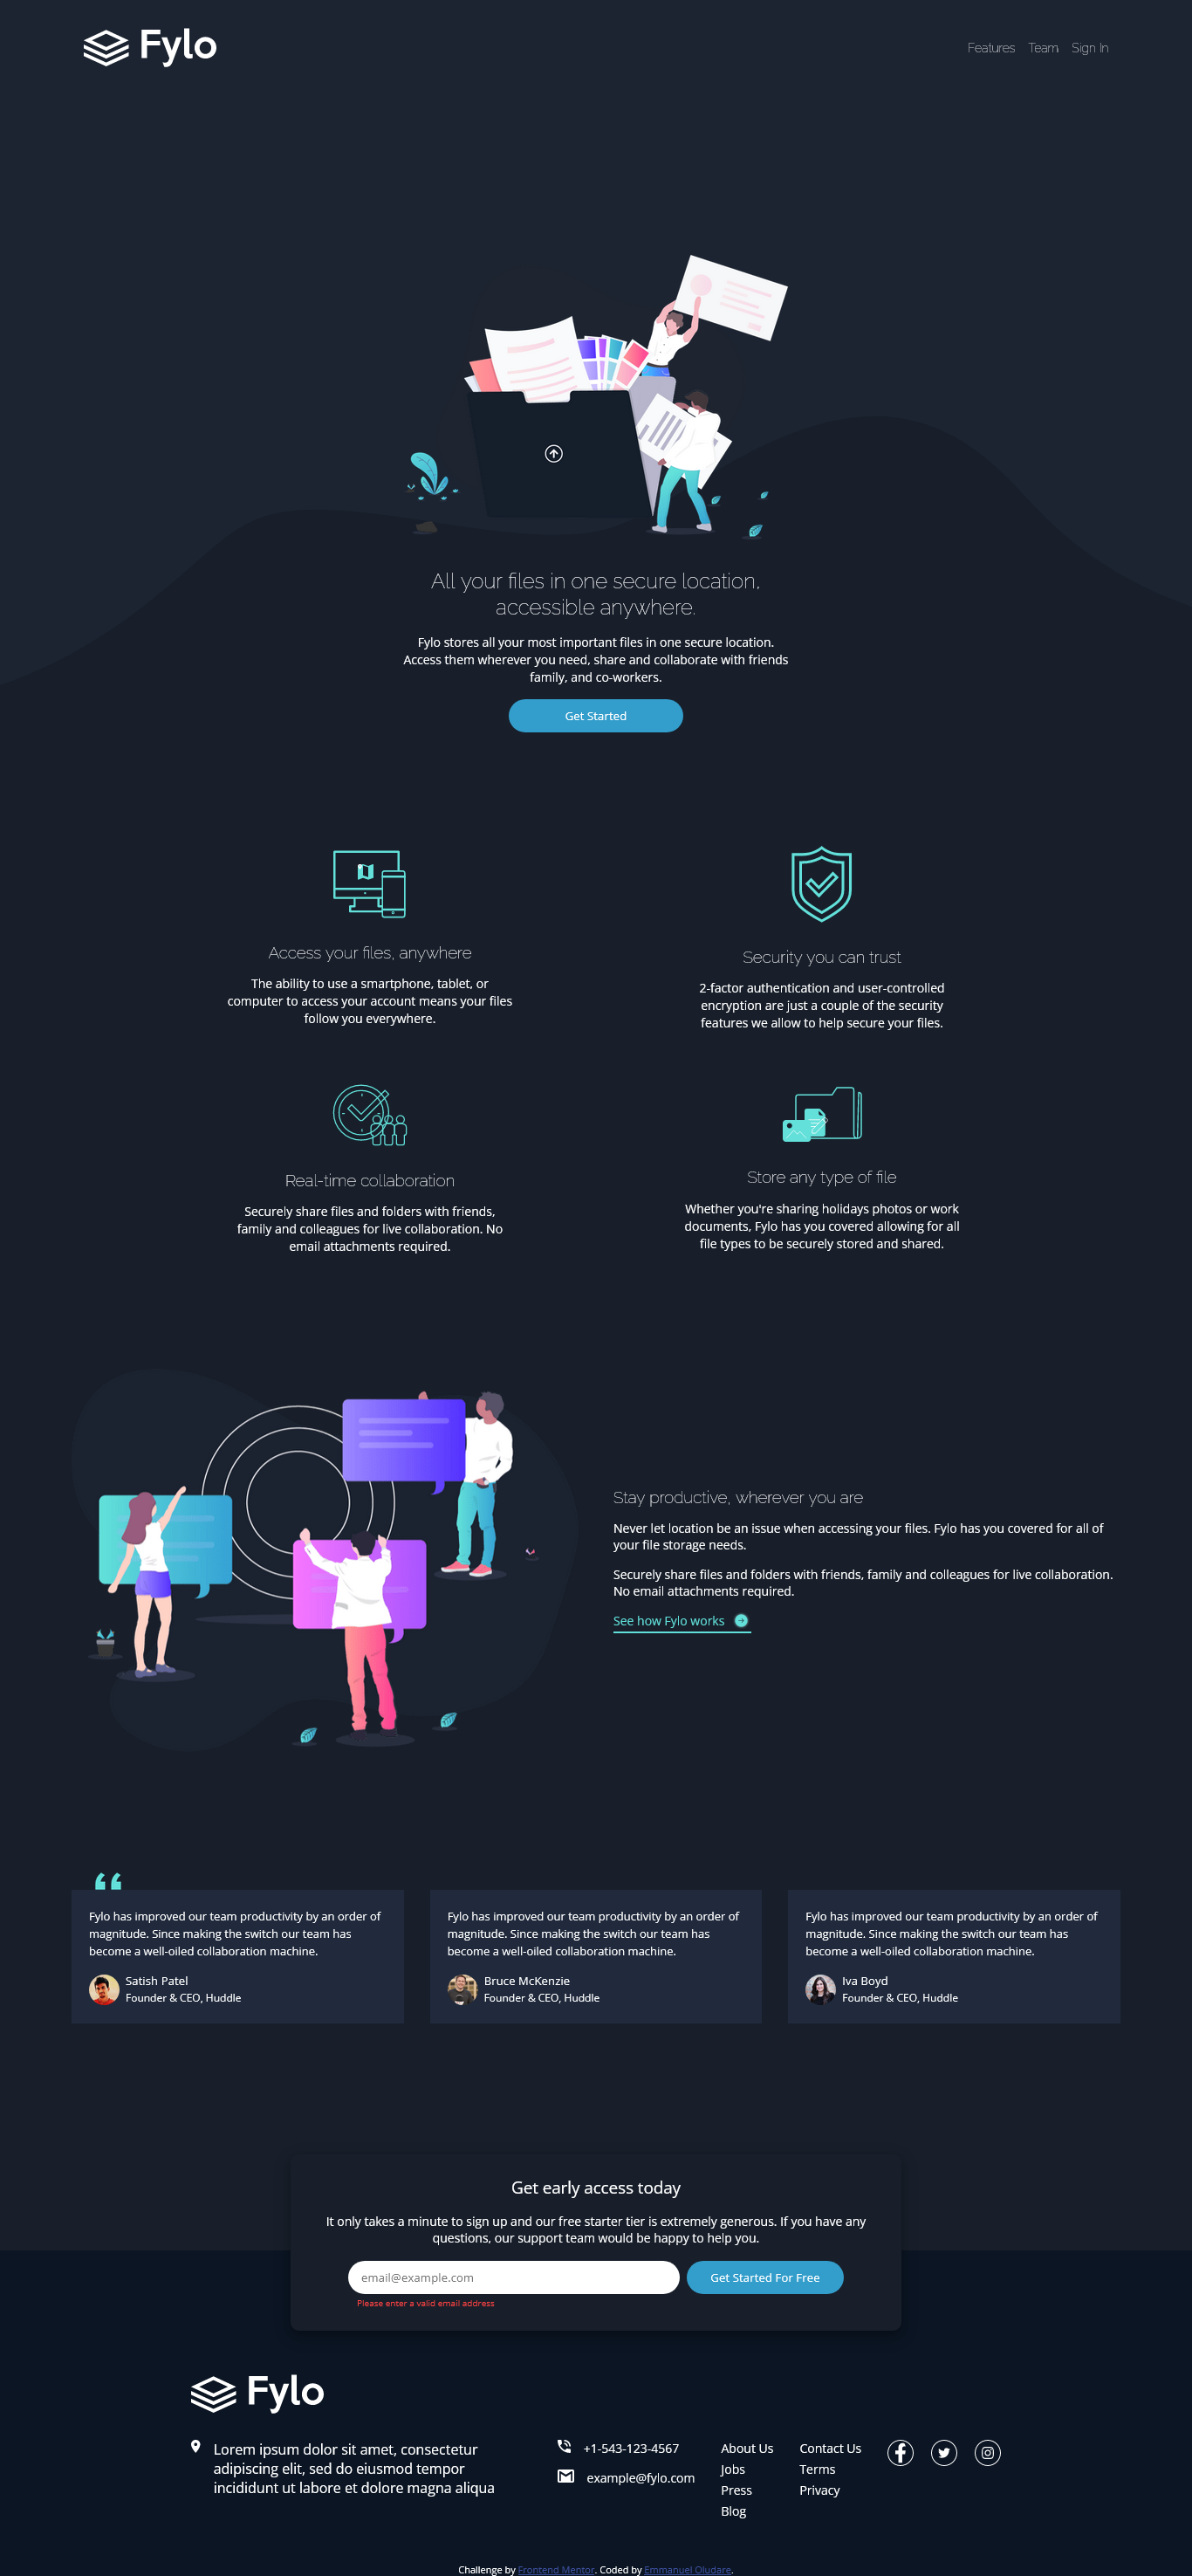 Fylo
Features Team Sign In
All your files in one secure location,
accessible anywhere.
Fylo stores all your most important files in one secure location.
Access them wherever you need, share and collaborate with friends
family, and co-workers.
Get Started
Access your files, anywhere
The ability to use a smartphone, tablet, or
computer to access your account means your files
follow you everywhere.
Security you can trust
2-factor authentication and user-controlled
encryption are just a couple of the security
features we allow to help secure your files.
Real-time collaboration
Securely share files and folders with friends,
family and colleagues for live collaboration. No
email attachments required.
Store any type of file
Whether you're sharing holidays photos or work
documents, Fylo has you covered allowing for all
file types to be securely stored and shared.
Stay productive, wherever you are
Never let location be an issue when accessing your files. Fylo has you covered for all of
your file storage needs.
Securely share files and folders with friends, family and colleagues for live collaboration.
No email attachments required.
See how Fylo works
Fylo has improved our team productivity by an order of
magnitude. Since making the switch our team has
become a well-oiled collaboration machine.
Satish Patel
Founder & CEO, Huddle
Fylo has improved our team productivity by an order of
magnitude. Since making the switch our team has
become a well-oiled collaboration machine.
Bruce McKenzie
Founder & CEO, Huddle
Fylo has improved our team productivity by an order of
magnitude. Since making the switch our team has
become a well-oiled collaboration machine.
Iva Boyd
Founder & CEO, Huddle
Get early access today
It only takes a minute to sign up and our free starter tier is extremely generous. If you have any
questions, our support team would be happy to help you.
email@example.com
Get Started For Free
Please enter a valid email address
Fylo
Lorem ipsum dolor sit amet, consectetur
adipiscing elit, sed do eiusmod tempor
incididunt ut labore et dolore magna aliqua
+1-543-123-4567
example@fylo.com
About Us
Jobs
Press
Blog
Contact Us
Terms
Privacy
Challenge by Frontend Mentor. Coded by Emmanuel Oludare.